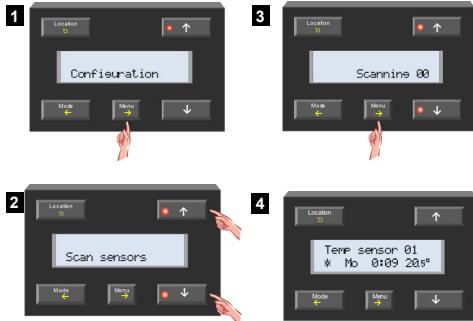 1
Location
Configuration
Mode
Menu
2
Location
Scan sensors
Mode
Menu
3
Location
Scanning 00
Mode
Menu
4
Location
Temp sensor 01
* Mo 0:09 20.5°
Mode
Menu